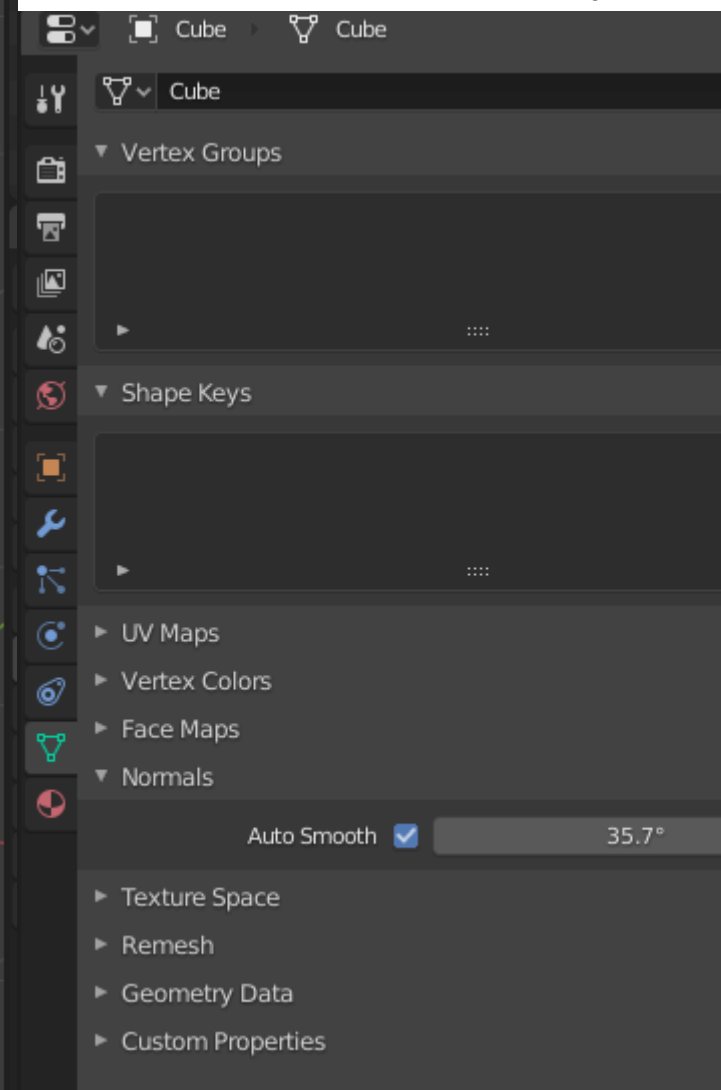 Cube Cube
Cube
Vertex Groups
Shape Keys
UV Maps
Vertex Colors
Face Maps
Normals
Auto Smooth 35.7°
Texture Space
Remesh
Geometry Data
Custom Properties